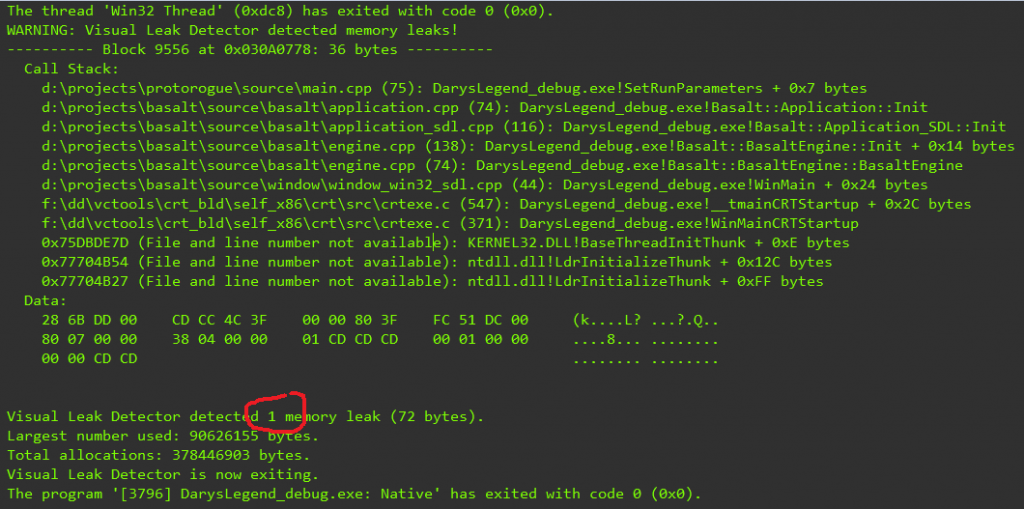 The thread 'Win32 Thread' (0xdc8) has exited with code 0 (0x0).
WARNING: Visual Leak Detector detected memory leaks!
---------- Block 9556 at 0x030A0778: 36 bytes ----------
  Call Stack:
    d:\projects\protorogue\source\main.cpp (75): DarysLegend_debug.exe!SetRunParameters + 0x7 bytes
    d:\projects\basalt\source\basalt\application.cpp (74): DarysLegend_debug.exe!Basalt::Application::Init
    d:\projects\basalt\source\basalt\application_sdl.cpp (116): DarysLegend_debug.exe!Basalt::Application_SDL::Init
    d:\projects\basalt\source\basalt\engine.cpp (138): DarysLegend_debug.exe!Basalt::BasaltEngine::Init + 0x14 bytes
    d:\projects\basalt\source\basalt\engine.cpp (74): DarysLegend_debug.exe!Basalt::BasaltEngine::BasaltEngine
    d:\projects\basalt\source\window\window_win32_sdl.cpp (44): DarysLegend_debug.exe!WinMain + 0x24 bytes
    f:\dd\vctools\crt_bld\self_x86\crt\src\crtexe.c (547): DarysLegend_debug.exe!__tmainCRTStartup + 0x2C bytes
    f:\dd\vctools\crt_bld\self_x86\crt\src\crtexe.c (371): DarysLegend_debug.exe!WinMainCRTStartup
    0x75DBDE7D (File and line number not available): KERNEL32.DLL!BaseThreadInitThunk + 0xE bytes
    0x77704B54 (File and line number not available): ntdll.dll!LdrInitializeThunk + 0x12C bytes
    0x77704B27 (File and line number not available): ntdll.dll!LdrInitializeThunk + 0xFF bytes
  Data:
    28 6B DD 00    CD CC 4C 3F    00 00 80 3F    FC 51 DC 00     (k....L? ...?.Q..
    80 07 00 00    38 04 00 00    01 CD CD CD    00 01 00 00     ....8... ........
    00 00 CD CD                                                  ........ ........
Visual Leak Detector detected 1 memory leak (72 bytes).
Largest number used: 90626155 bytes.
Total allocations: 378446903 bytes.
Visual Leak Detector is now exiting.
The program '[3796] DarysLegend_debug.exe: Native' has exited with code 0 (0x0).